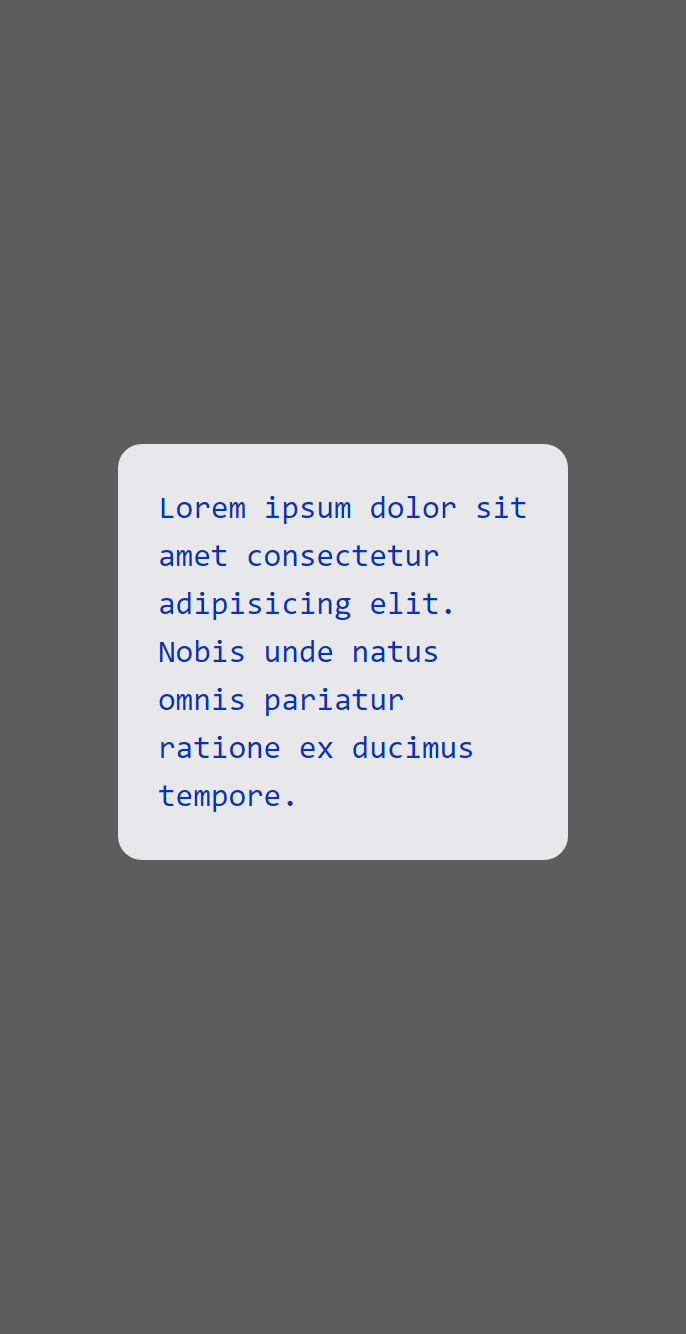 Lorem ipsum dolor sit
amet consectetur
adipisicing elit.
Nobis unde natus
omnis pariatur
ratione ex ducimus
tempore.